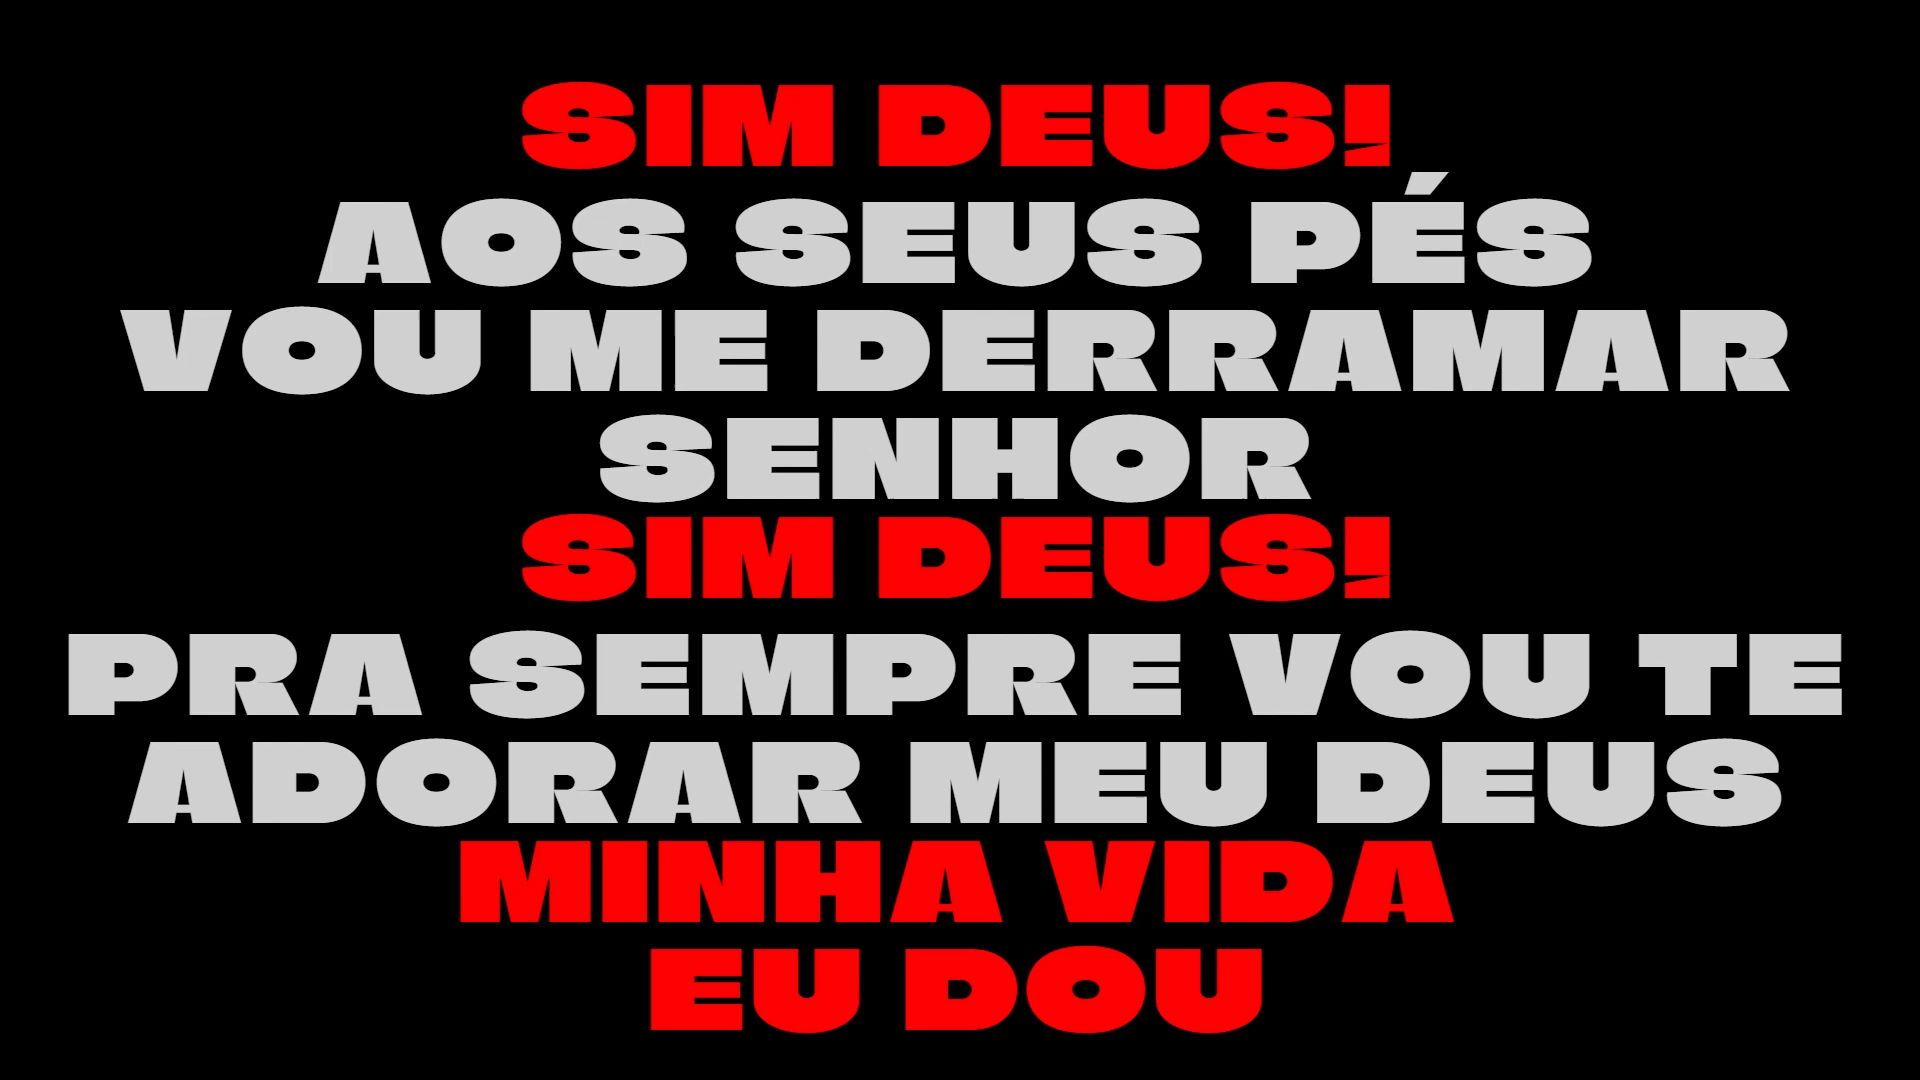 SIM DEUS!
AOS SEUS PÉS
VOU ME DERRAMAR
SENHOR
SIM DEUS!
PRA SEMPRE VOU TE
ADORAR MEU DEUS
MINHA VIDA
EU DOU